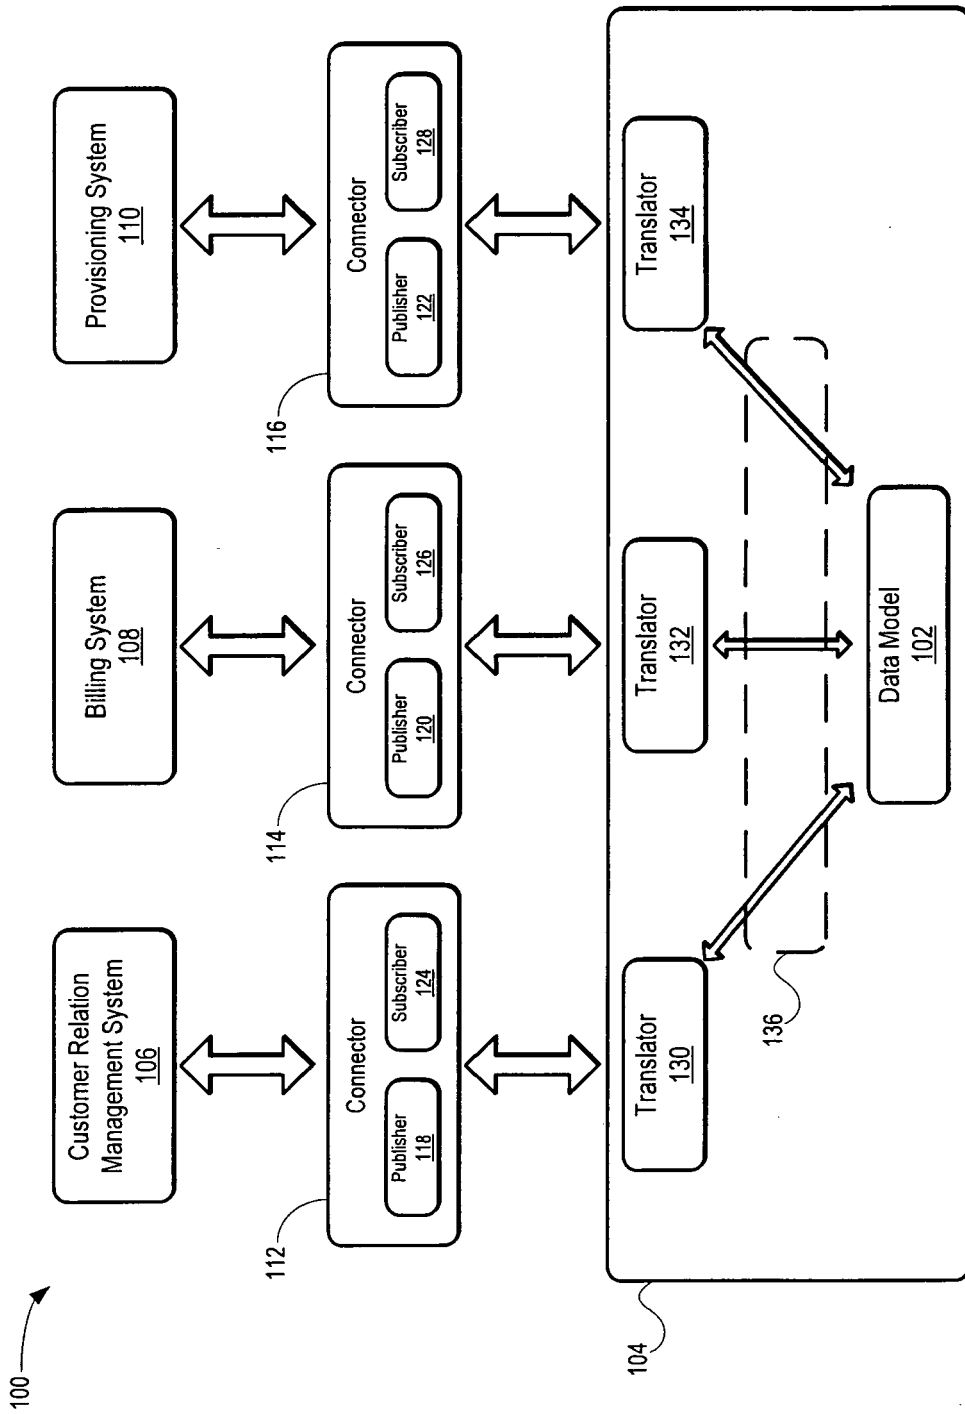 100
Customer Relation
Management System
106
Billing System
108
Provisioning System
110
112
Connector
Publisher
118
Subscriber
124
114
Connector
Publisher
120
Subscriber
126
116
Connector
Publisher
122
Subscriber
128
104
Translator
130
Translator
132
Translator
134
136
Data Model
102